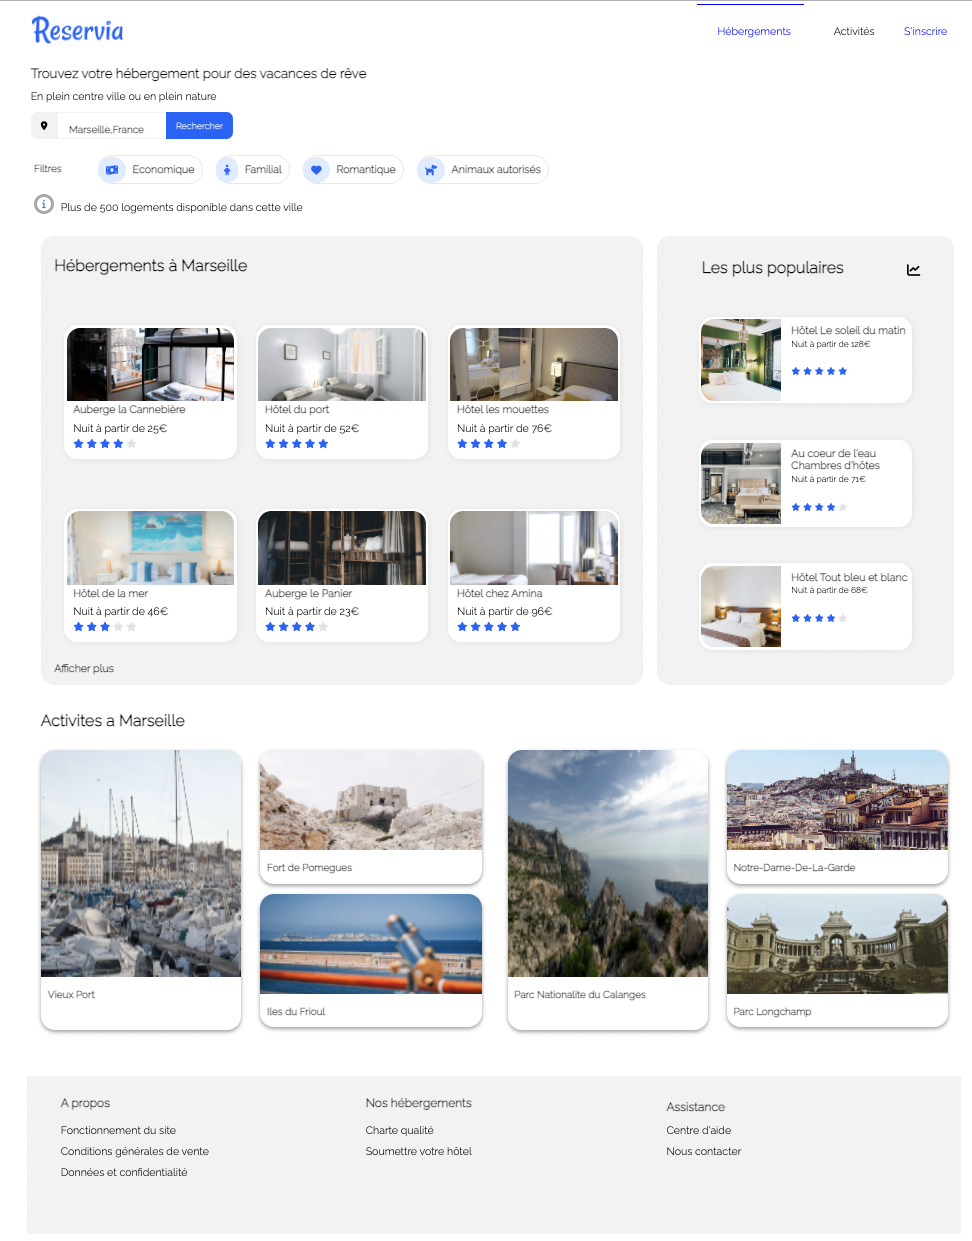 Reservia
Hébergements
Activités
S'inscrire
Trouvez votre hébergement pour des vacances de rêve
En plein centre ville ou en plein nature
Marseille,France
Rechercher
Filtres
Economique
Familial
Romantique
Animaux autorisés
Plus de 500 logements disponible dans cette ville
Hébergements à Marseille
Auberge la Cannebière
Nuit à partir de 25€
Hôtel du port
Nuit à partir de 52€
Hôtel les mouettes
Nuit à partir de 76€
Hôtel de la mer
Nuit à partir de 46€
Auberge le Panier
Nuit à partir de 23€
Hôtel chez Amina
Nuit à partir de 96€
Afficher plus
Les plus populaires
Hôtel Le soleil du matin
Nuit à partir de 128€
Au coeur de l'eau
Chambres d'hôtes
Nuit à partir de 71€
Hôtel Tout bleu et blanc
Nuit à partir de 68€
Activites a Marseille
Vieux Port
Fort de Pomegues
Iles du Frioul
Parc Nationalite du Calanges
Notre-Dame-De-La-Garde
Parc Longchamp
A propos
Fonctionnement du site
Conditions générales de vente
Données et confidentialité
Nos hébergements
Charte qualité
Soumettre votre hôtel
Assistance
Centre d'aide
Nous contacter